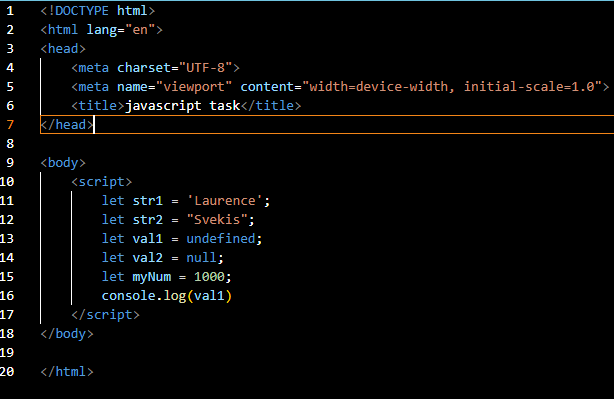 1 <!DOCTYPE html>
2 <html lang="en">
3 <head>
4     <meta charset="UTF-8">
5     <meta name="viewport" content="width=device-width, initial-scale=1.0">
6     <title>javascript task</title>
7 </head>
8
9 <body>
10     <script>
11         let str1 = 'Laurence';
12         let str2 = "Svekis";
13         let val1 = undefined;
14         let val2 = null;
15         let myNum = 1000;
16         console.log(val1)
17     </script>
18 </body>
19
20 </html>